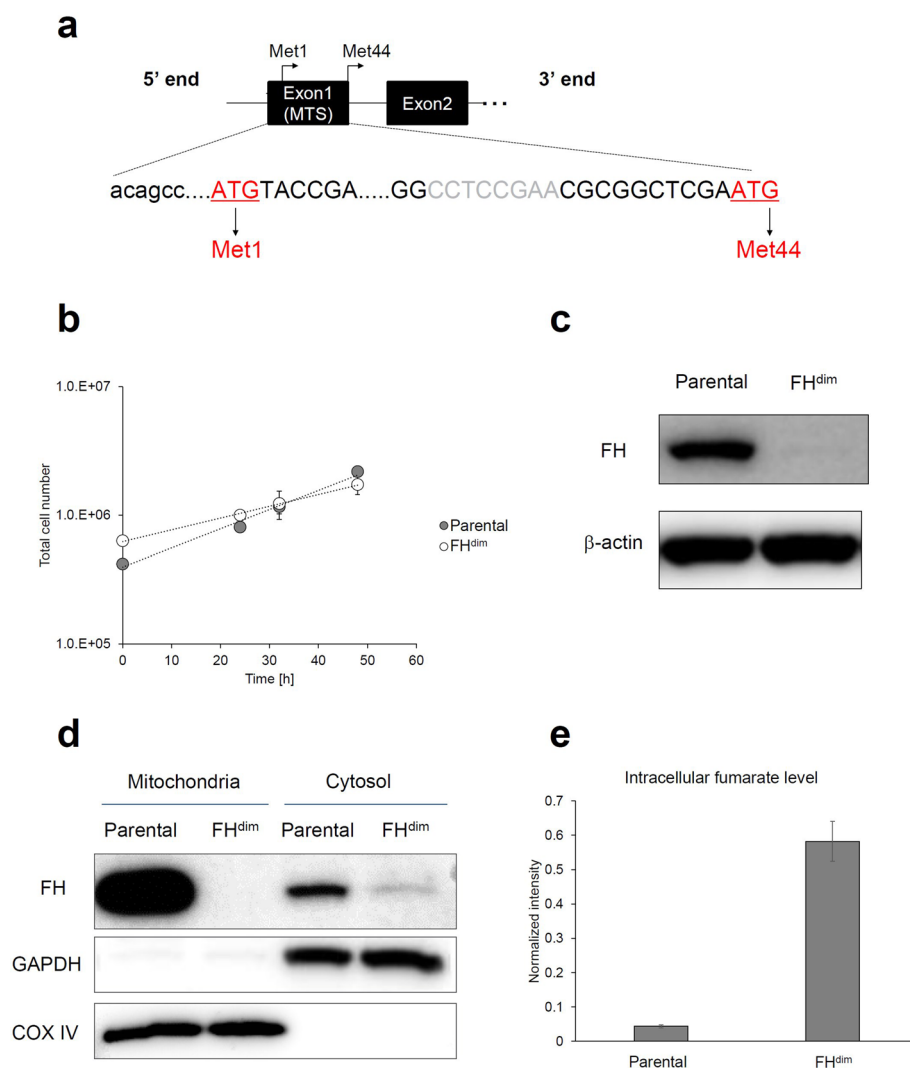 a
Met1
Met44
5’ end
3’ end
Exon1
(MTS)
Exon2
...
acagcc....ATGTACCGA.....GGCCTCCGAACGCGGCTCGAATG
Met1
Met44
b
1.0.E+07
1.0.E+06
1.0.E+05
Total cell number
0
10
20
30
40
50
60
Time [h]
Parental
FHdim
c
Parental
FHdim
FH
β-actin
d
Mitochondria
Cytosol
Parental
FHdim
Parental
FHdim
FH
GAPDH
COX IV
e
Intracellular fumarate level
0.7
0.6
0.5
0.4
0.3
0.2
0.1
0
Normalized intensity
Parental
FHdim